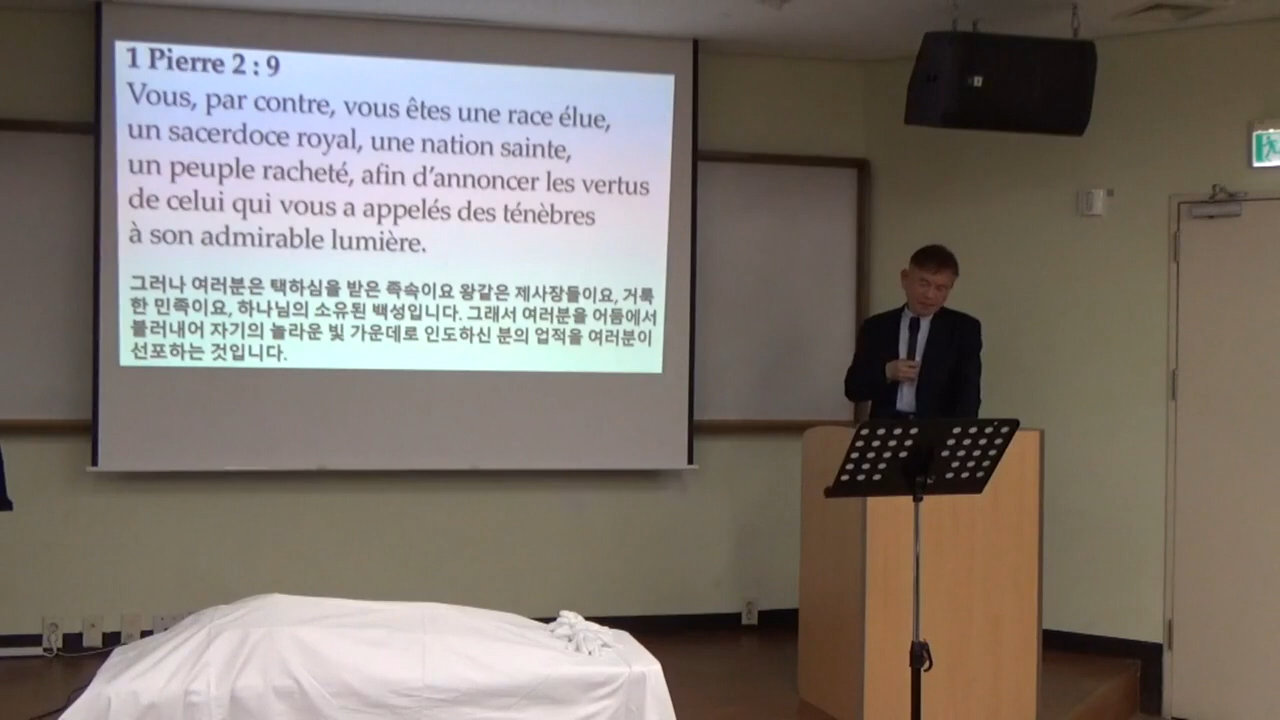 1 Pierre 2 : 9
Vous, par contre, vous êtes une race élue,
un sacerdoce royal, une nation sainte,
un peuple racheté, afin d'annoncer les vertus
de celui qui vous a appelés des ténèbres
à son admirable lumière.
그러나 여러분은 택하심을 받은 족속이요 왕같은 제사장들이요, 거룩
한 민족이요, 하나님의 소유된 백성입니다. 그래서 여러분을 어둠에서
불러내어 자기의 놀라운 빛 가운데로 인도하신 분의 업적을 여러분이
선포하는 것입니다.